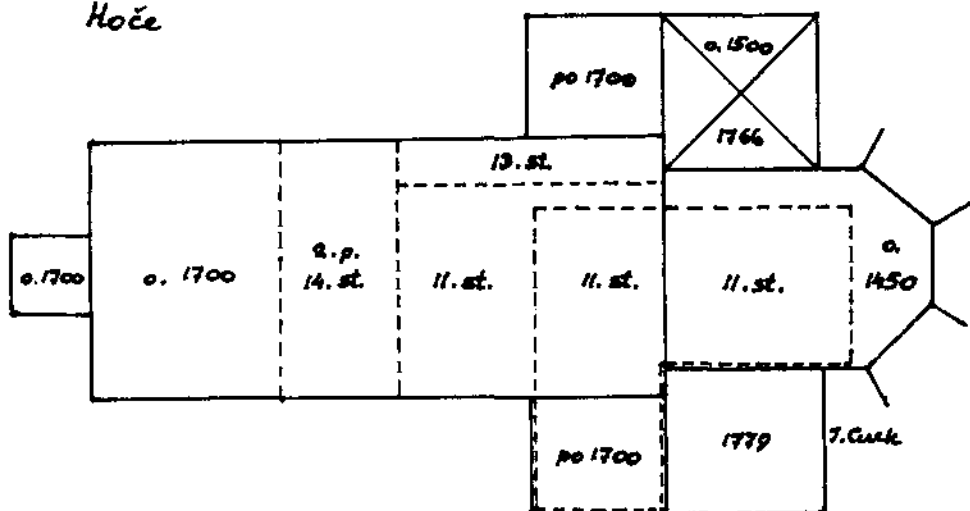 Hoče
po 1700
o. 1500
1766
13. st.
o. 1700
o. 1700
2. p.
14. st.
11. st.
11. st.
11. st.
o.
1450
po 1700
1779
J. Curk